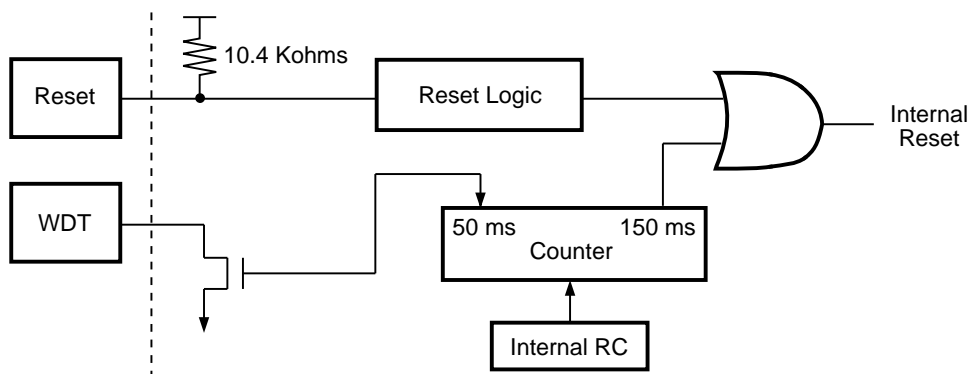 10.4 Kohms
Reset
Reset Logic
Internal
Reset
WDT
50 ms
150 ms
Counter
Internal RC